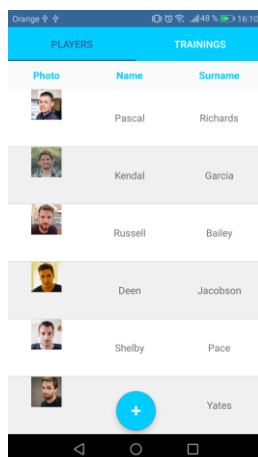 Orange 48 % 16:10
PLAYERS TRAININGS
Photo Name Surname
Pascal Richards
Kendal Garcia
Russell Bailey
Deen Jacobson
Shelby Pace
+ Yates